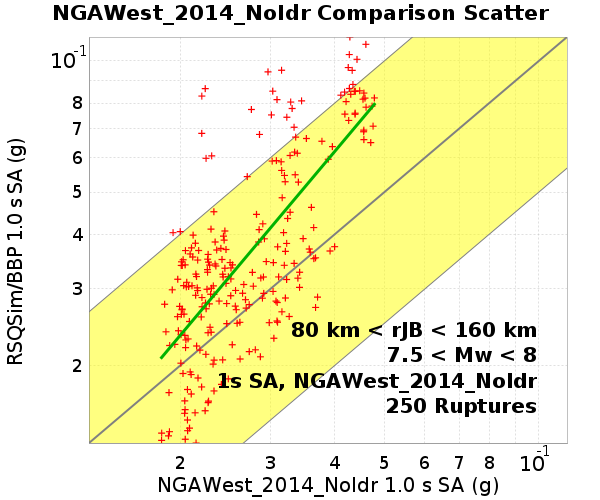 NGAWest_2014_NoIdr Comparison Scatter
RSQSim/BBP 1.0 s SA (g)
10⁻¹
8
7
6
5
4
3
2
80 km < rJB < 160 km
7.5 < Mw < 8
1s SA, NGAWest_2014_NoIdr
250 Ruptures
2 3 4 5 6 7 8 10⁻¹
NGAWest_2014_NoIdr 1.0 s SA (g)